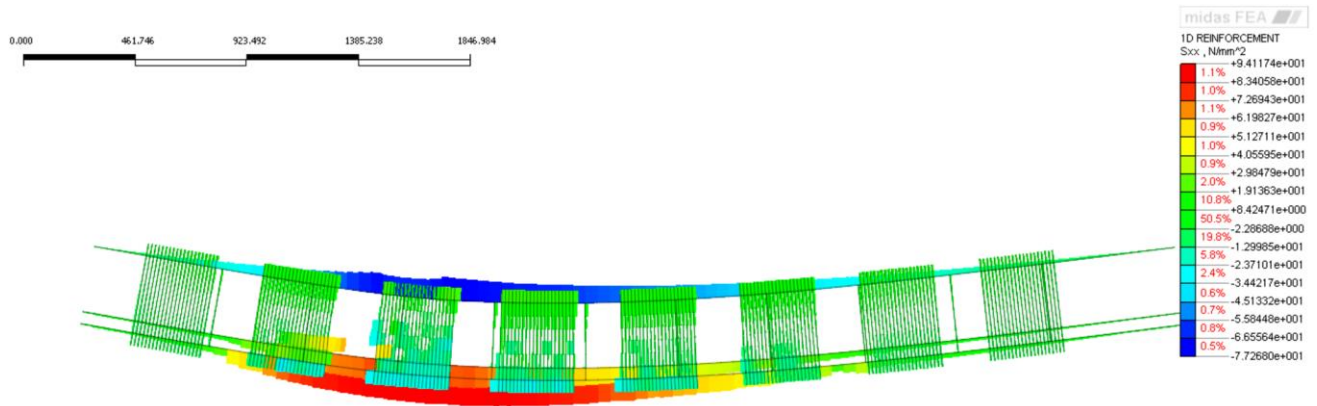 midas FEA
0.000 461.746 923.492 1385.238 1846.984
1D REINFORCEMENT
Sxx , N/mm^2
+9.41174e+001
1.1%
+8.34058e+001
1.0%
+7.26943e+001
1.1%
+6.19827e+001
0.9%
+5.12711e+001
1.0%
+4.05595e+001
0.9%
+2.98479e+001
2.0%
+1.91363e+001
10.8%
+8.42471e+000
50.5%
-2.28688e+000
19.8%
-1.29985e+001
5.8%
-2.37101e+001
2.4%
-3.44217e+001
0.6%
-4.51332e+001
0.7%
-5.58448e+001
0.8%
-6.65564e+001
0.5%
-7.72680e+001